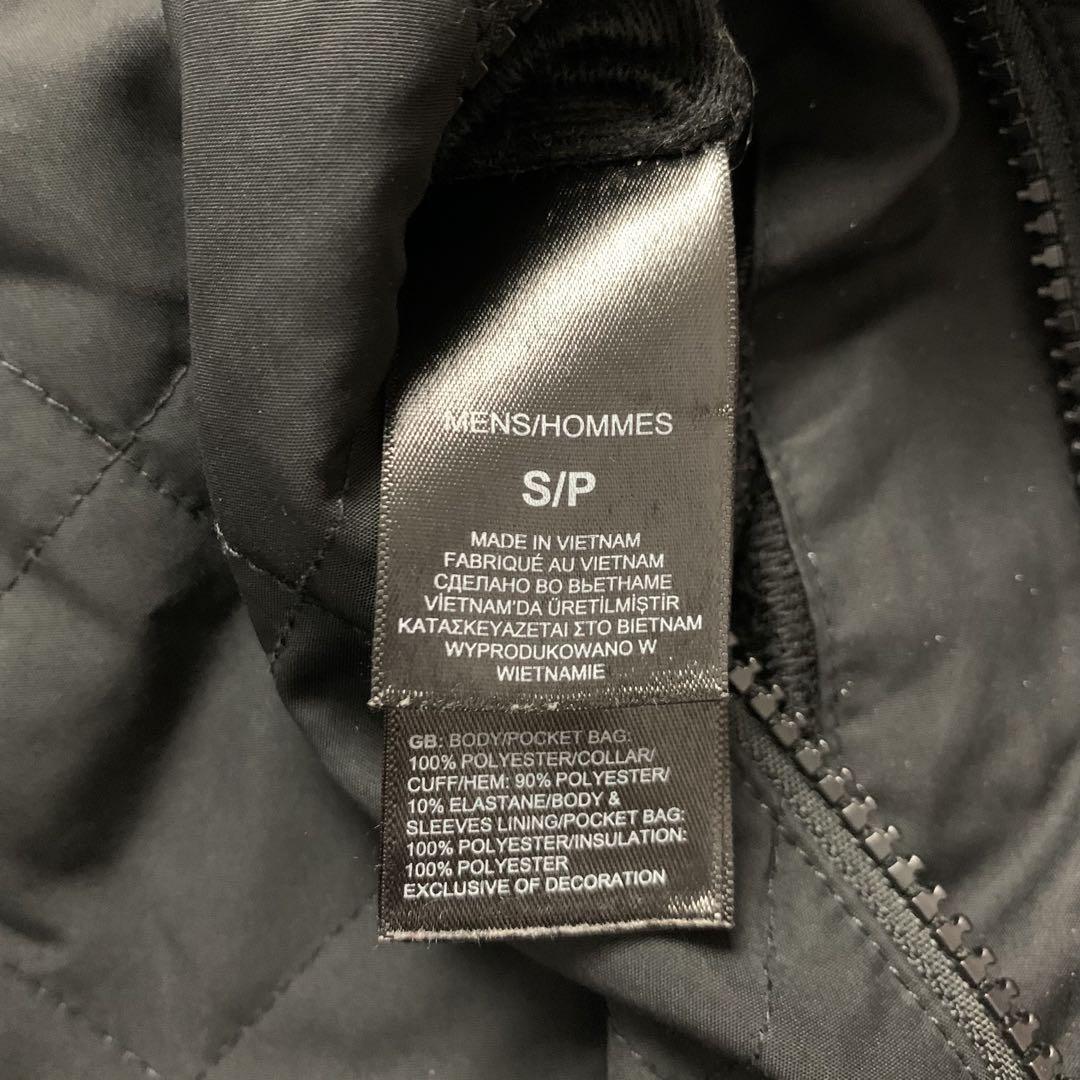 MENS/HOMMES
S/P
MADE IN VIETNAM
FABRIQUÉ AU VIETNAM
СДЕЛАНО ВО ВЬЕТНАМЕ
VİETNAM'DA ÜRETİLMİŞTİR
ΚΑΤΑΣΚΕΥΑΖΕΤΑΙ ΣΤΟ ΒΙΕΤΝΑΜ
WYPRODUKOWANO W
WIETNAMIE
GB: BODY/POCKET BAG:
100% POLYESTER/COLLAR/
CUFF/HEM: 90% POLYESTER/
10% ELASTANE/BODY &
SLEEVES LINING/POCKET BAG:
100% POLYESTER/INSULATION:
100% POLYESTER
EXCLUSIVE OF DECORATION